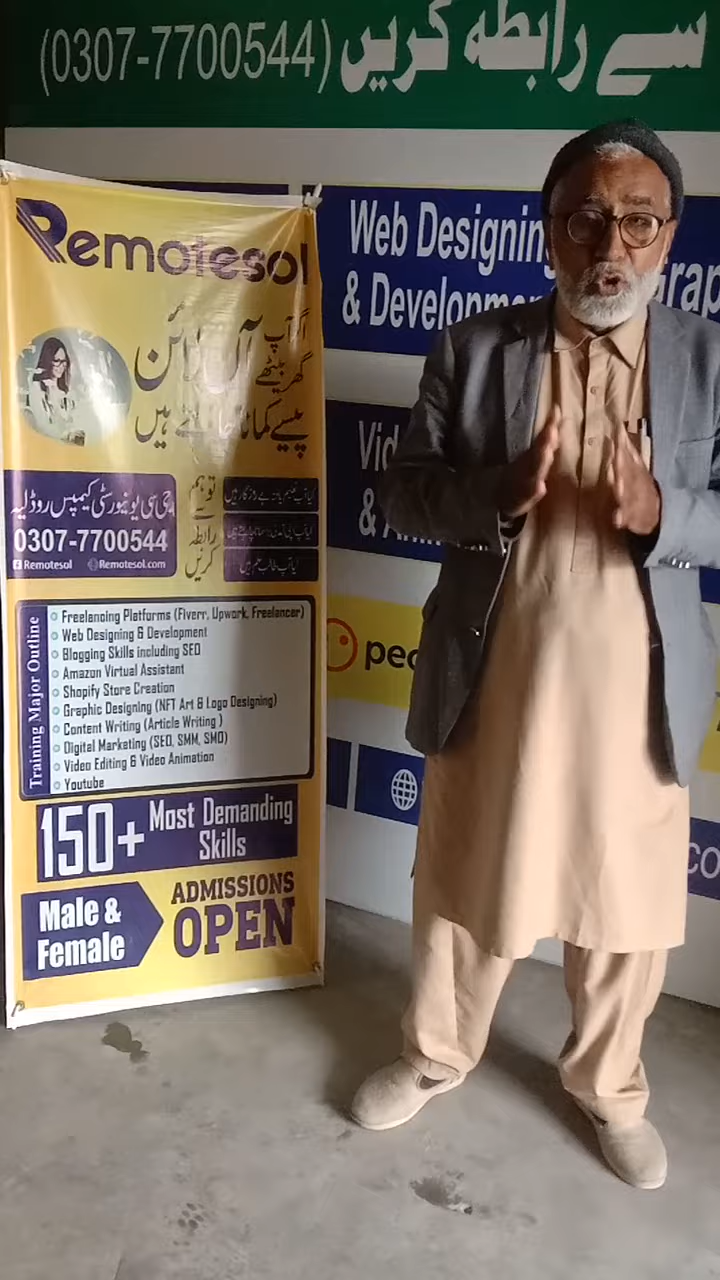 (0307-7700544) سے رابطہ کریں
Remotesol
اگر آپ
آن لائن
گھر بیٹھے
پیسے کمانا چاہتے ہیں
جی سی یونیورسٹی کیمپس روڈ لیہ
0307-7700544
Remotesol
Remotesol.com
تو ہم
سے
رابطہ
کریں
Training Major Outline
Freelancing Platforms (Fiverr, Upwork, Freelancer)
Web Designing & Development
Blogging Skills including SEO
Amazon Virtual Assistant
Shopify Store Creation
Graphic Designing (NFT Art & Logo Designing)
Content Writing (Article Writing )
Digital Marketing (SEO, SMM, SMO)
Video Editing & Video Animation
Youtube
150+ Most Demanding
Skills
Male &
Female
ADMISSIONS
OPEN
Web Designing
& Developme
Grap
Vid
& A
peo
co